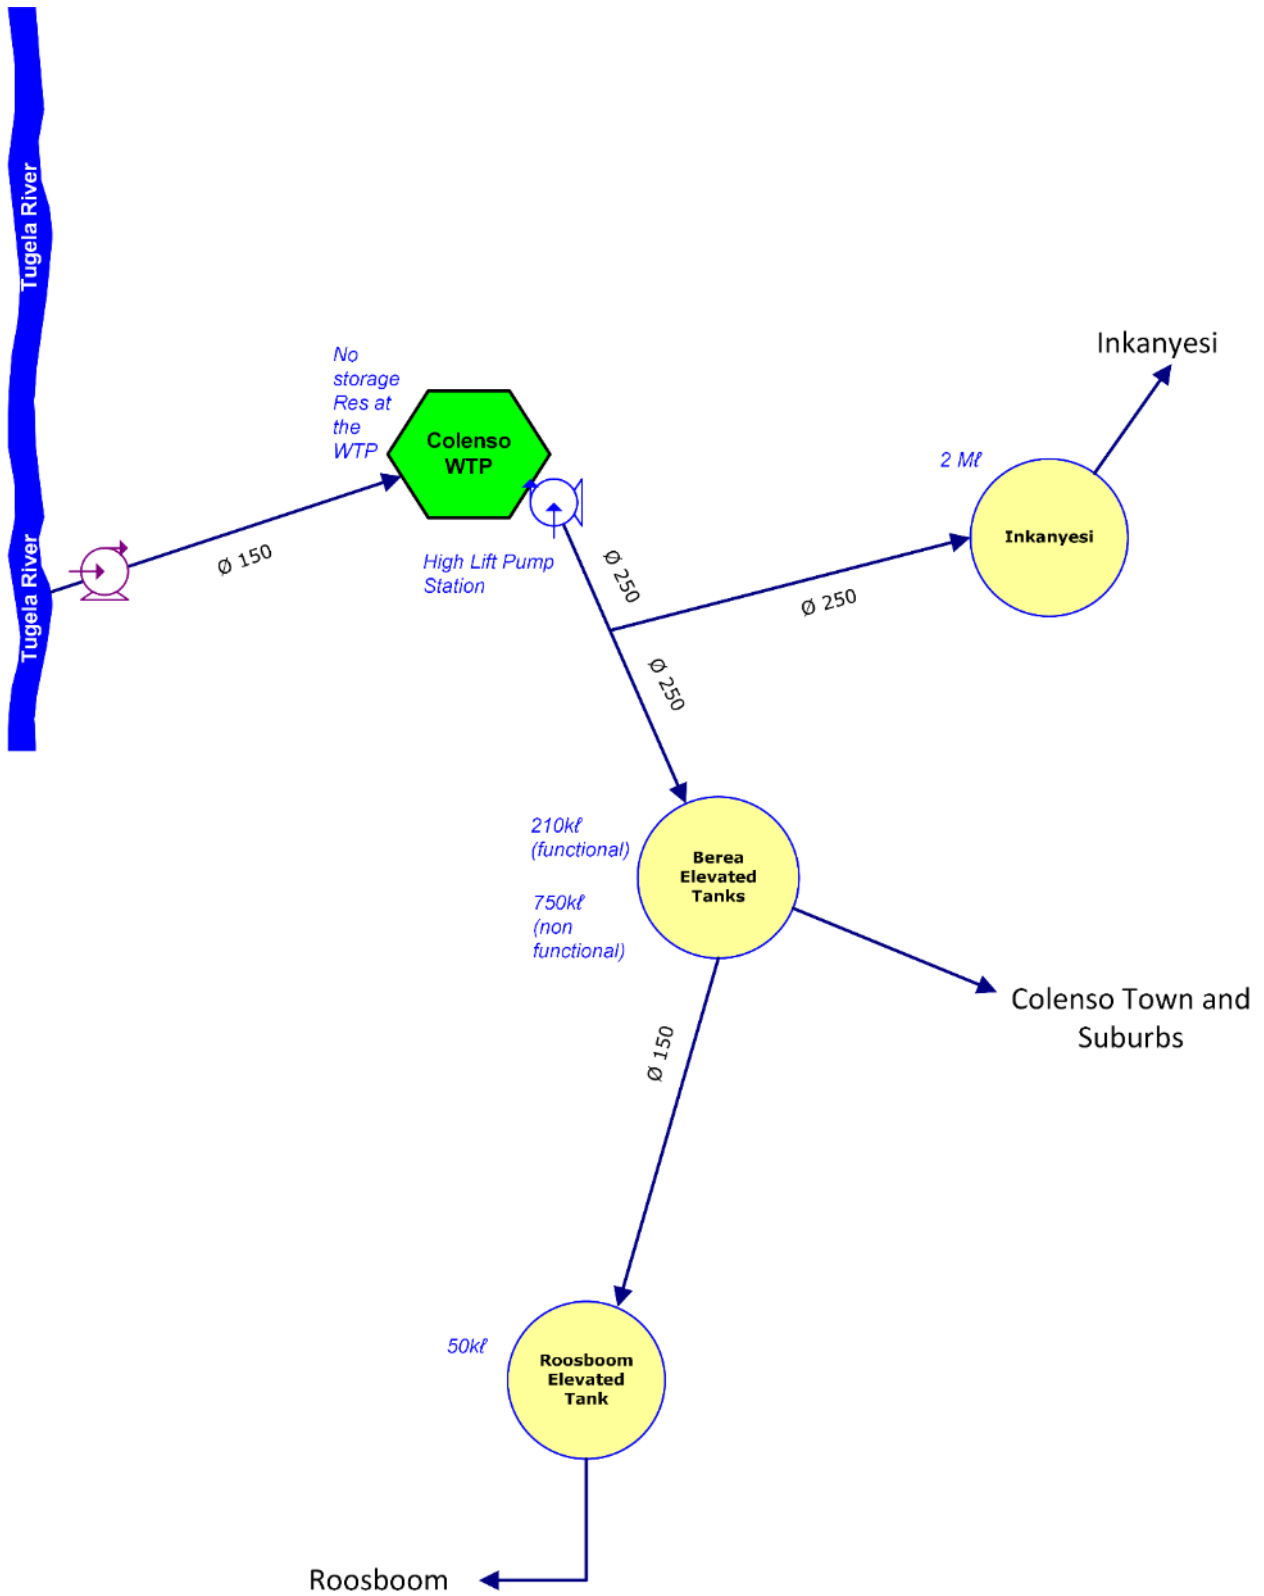 Tugela River
Tugela River
No
storage
Res at
the
WTP
Colenso
WTP
Ø 150
High Lift Pump
Station
Ø 250
Ø 250
Ø 250
2 Mℓ
Inkanyesi
Inkanyesi
210kℓ
(functional)
750kℓ
(non
functional)
Berea
Elevated
Tanks
Colenso Town and
Suburbs
Ø 150
50kℓ
Roosboom
Elevated
Tank
Roosboom